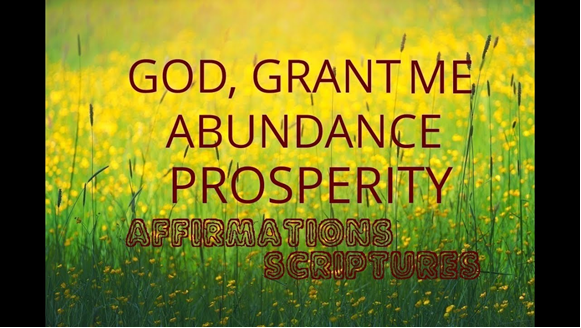 GOD, GRANT ME
ABUNDANCE
PROSPERITY
AFFIRMATIONS
SCRIPTURES